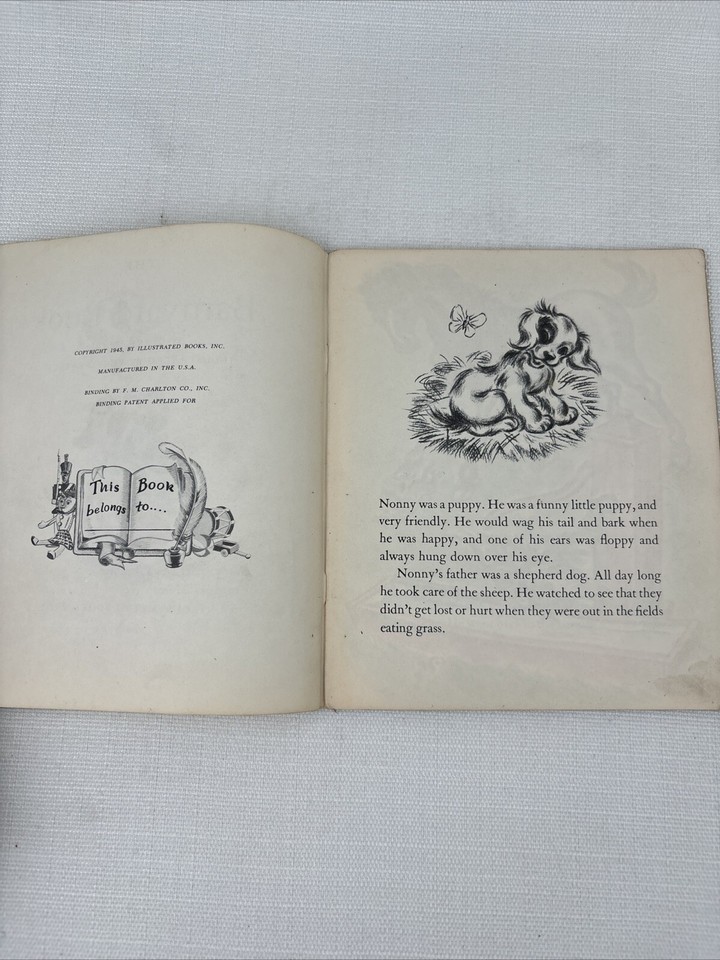 COPYRIGHT 1945, BY ILLUSTRATED BOOKS, INC.
MANUFACTURED IN THE U.S.A.
BINDING BY F. M. CHARLTON CO., INC.
BINDING PATENT APPLIED FOR
This Book
belongs to....
Nonny was a puppy. He was a funny little puppy, and
very friendly. He would wag his tail and bark when
he was happy, and one of his ears was floppy and
always hung down over his eye.
Nonny's father was a shepherd dog. All day long
he took care of the sheep. He watched to see that they
didn't get lost or hurt when they were out in the fields
eating grass.